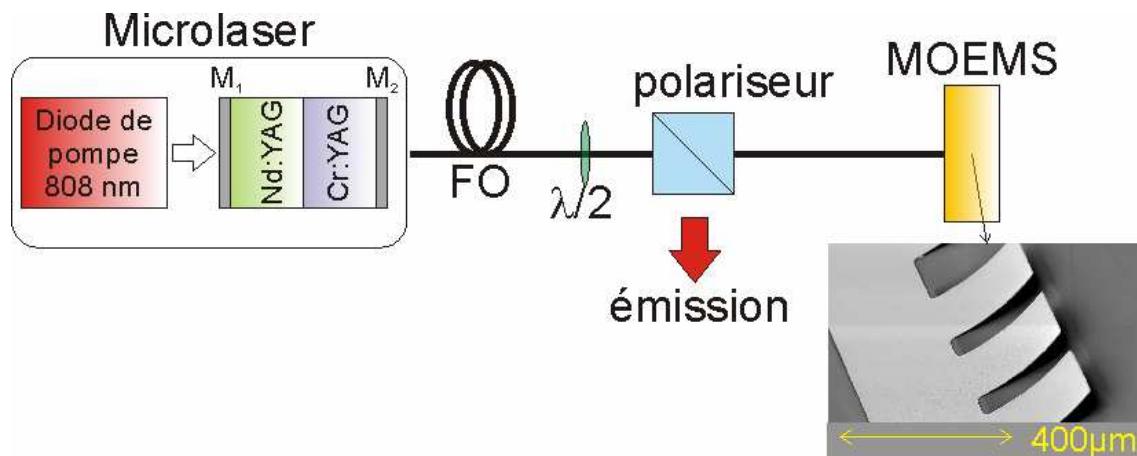 Microlaser
M1
M2
Diode de
pompe
808 nm
Nd:YAG
Cr:YAG
FO
λ/2
polariseur
émission
MOEMS
400µm